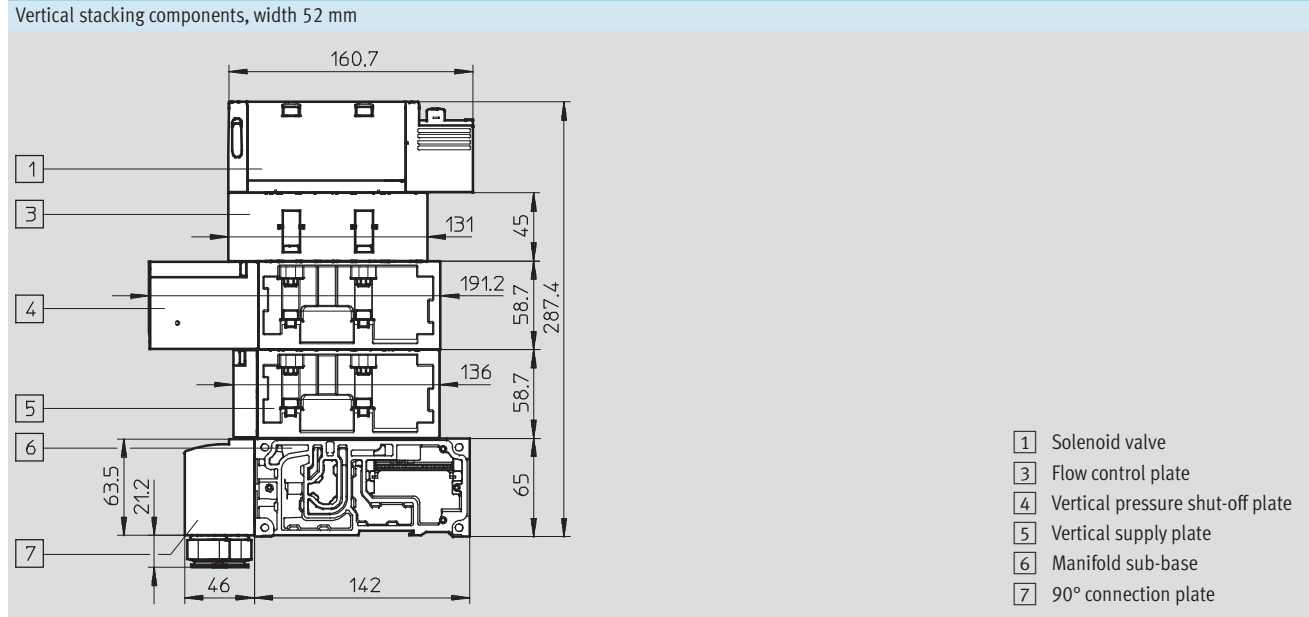 Vertical stacking components, width 52 mm
160.7
1
3
131
45
4
191.2
58.7
287.4
136
58.7
5
6
63.5
21.2
65
7
46
142
1 Solenoid valve
3 Flow control plate
4 Vertical pressure shut-off plate
5 Vertical supply plate
6 Manifold sub-base
7 90° connection plate